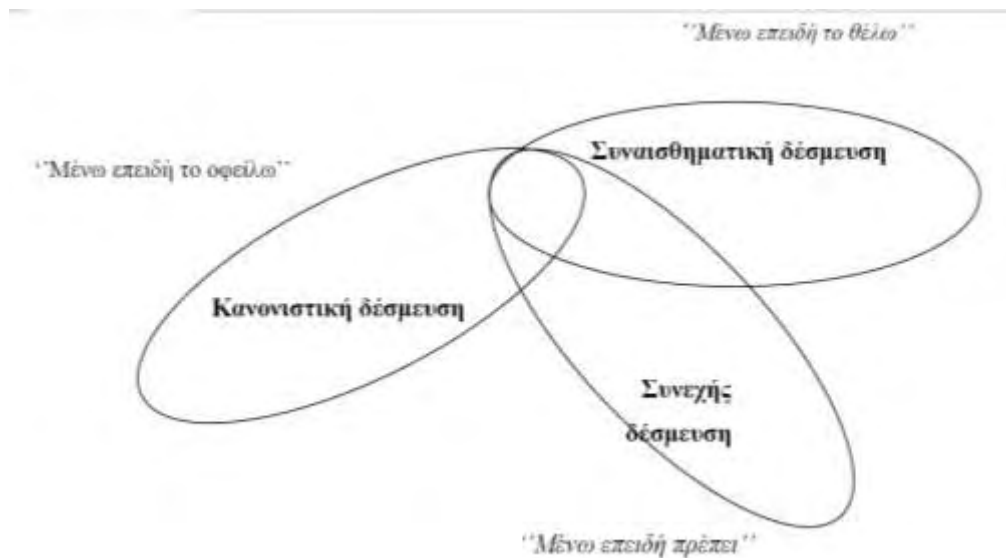 ‘‘Μένω επειδή το θέλω’’
Συναισθηματική δέσμευση
‘‘Μένω επειδή το οφείλω’’
Κανονιστική δέσμευση
Συνεχής
δέσμευση
‘‘Μένω επειδή πρέπει’’